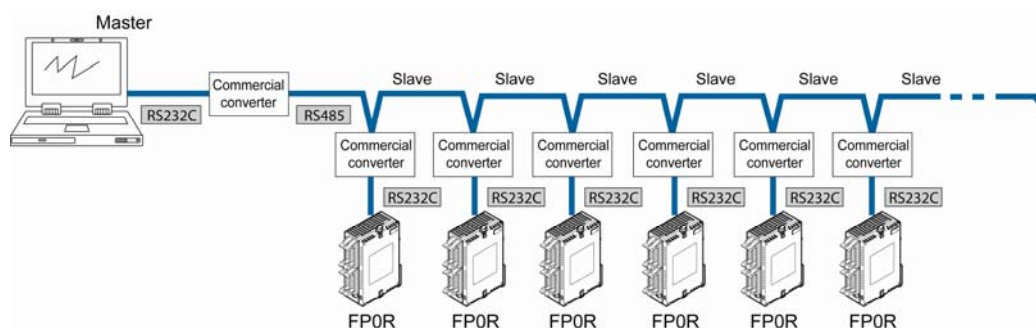 Master
Commercial
converter
RS232C
RS485
Slave
Slave
Slave
Slave
Slave
Slave
Commercial
converter
Commercial
converter
Commercial
converter
Commercial
converter
Commercial
converter
Commercial
converter
RS232C
RS232C
RS232C
RS232C
RS232C
RS232C
FP0R
FP0R
FP0R
FP0R
FP0R
FP0R